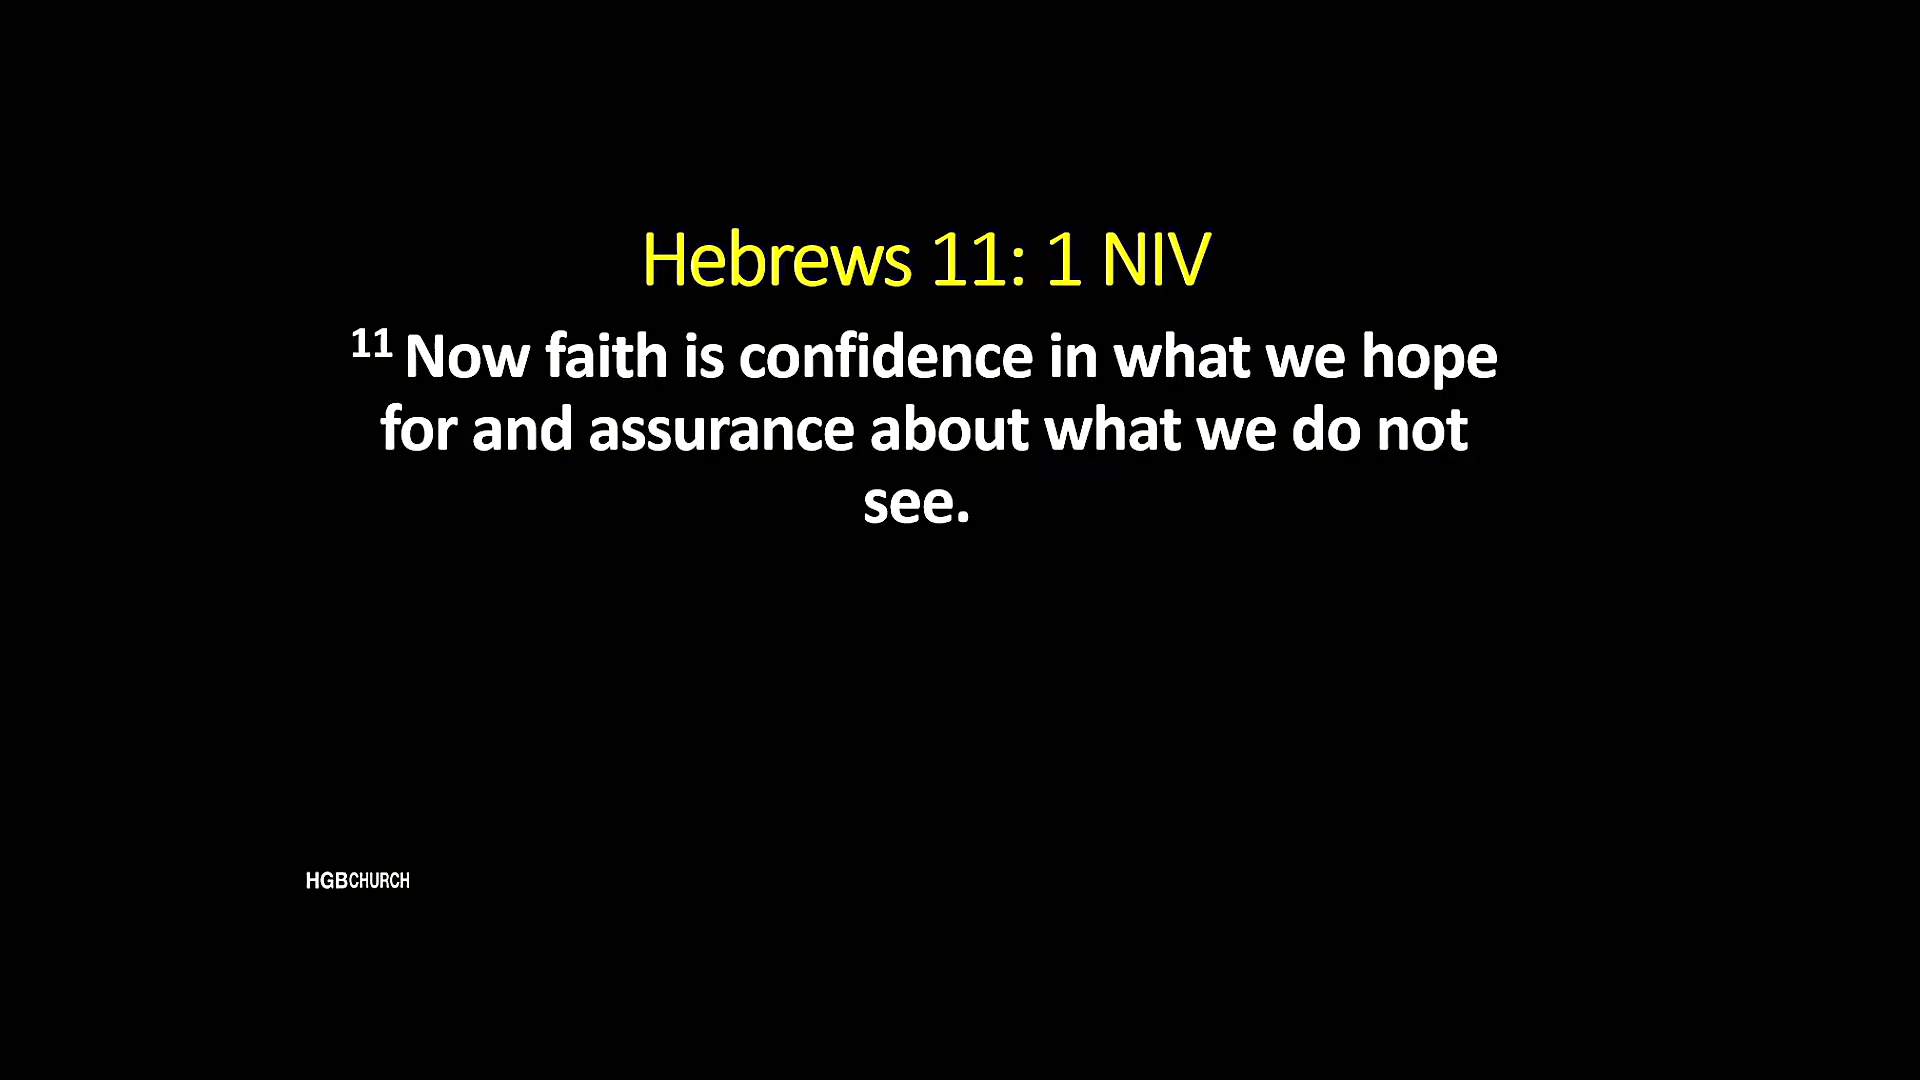 Hebrews 11: 1 NIV
11 Now faith is confidence in what we hope
for and assurance about what we do not
see.
HGBCHURCH